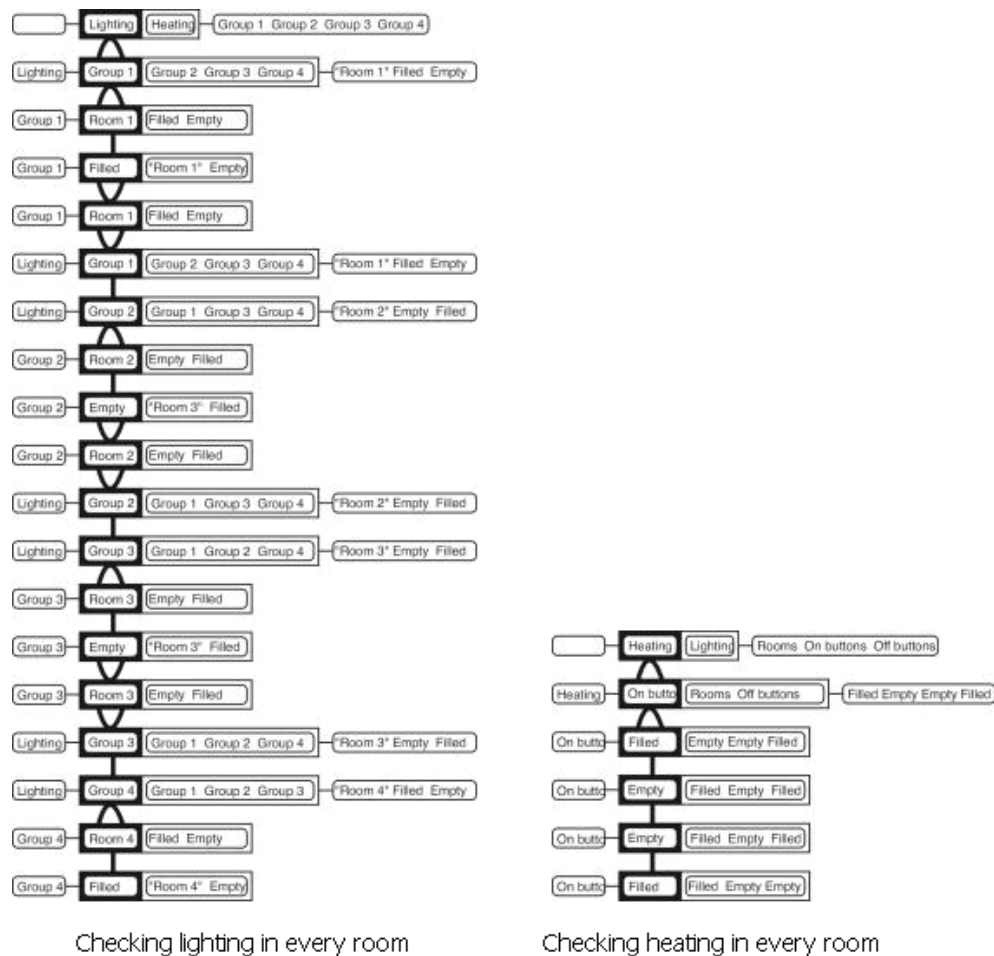 Lighting Heating Group 1 Group 2 Group 3 Group 4
Lighting Group 1 Group 2 Group 3 Group 4 "Room 1" Filled Empty
Group 1 Room 1 Filled Empty
Group 1 Filled "Room 1" Empty
Group 1 Room 1 Filled Empty
Lighting Group 1 Group 2 Group 3 Group 4 "Room 1" Filled Empty
Lighting Group 2 Group 1 Group 3 Group 4 "Room 2" Empty Filled
Group 2 Room 2 Empty Filled
Group 2 Empty "Room 3" Filled
Group 2 Room 2 Empty Filled
Lighting Group 2 Group 1 Group 3 Group 4 "Room 2" Empty Filled
Lighting Group 3 Group 1 Group 2 Group 4 "Room 3" Empty Filled
Group 3 Room 3 Empty Filled
Group 3 Empty "Room 3" Filled
Group 3 Room 3 Empty Filled
Lighting Group 3 Group 1 Group 2 Group 4 "Room 3" Empty Filled
Lighting Group 4 Group 1 Group 2 Group 3 "Room 4" Filled Empty
Group 4 Room 4 Filled Empty
Group 4 Filled "Room 4" Empty
Checking lighting in every room
Heating Lighting Rooms On buttons Off buttons
Heating On butto Rooms Off buttons Filled Empty Empty Filled
On butto Filled Empty Empty Filled
On butto Empty Filled Empty Filled
On butto Empty Filled Empty Filled
On butto Filled Filled Empty Empty
Checking heating in every room